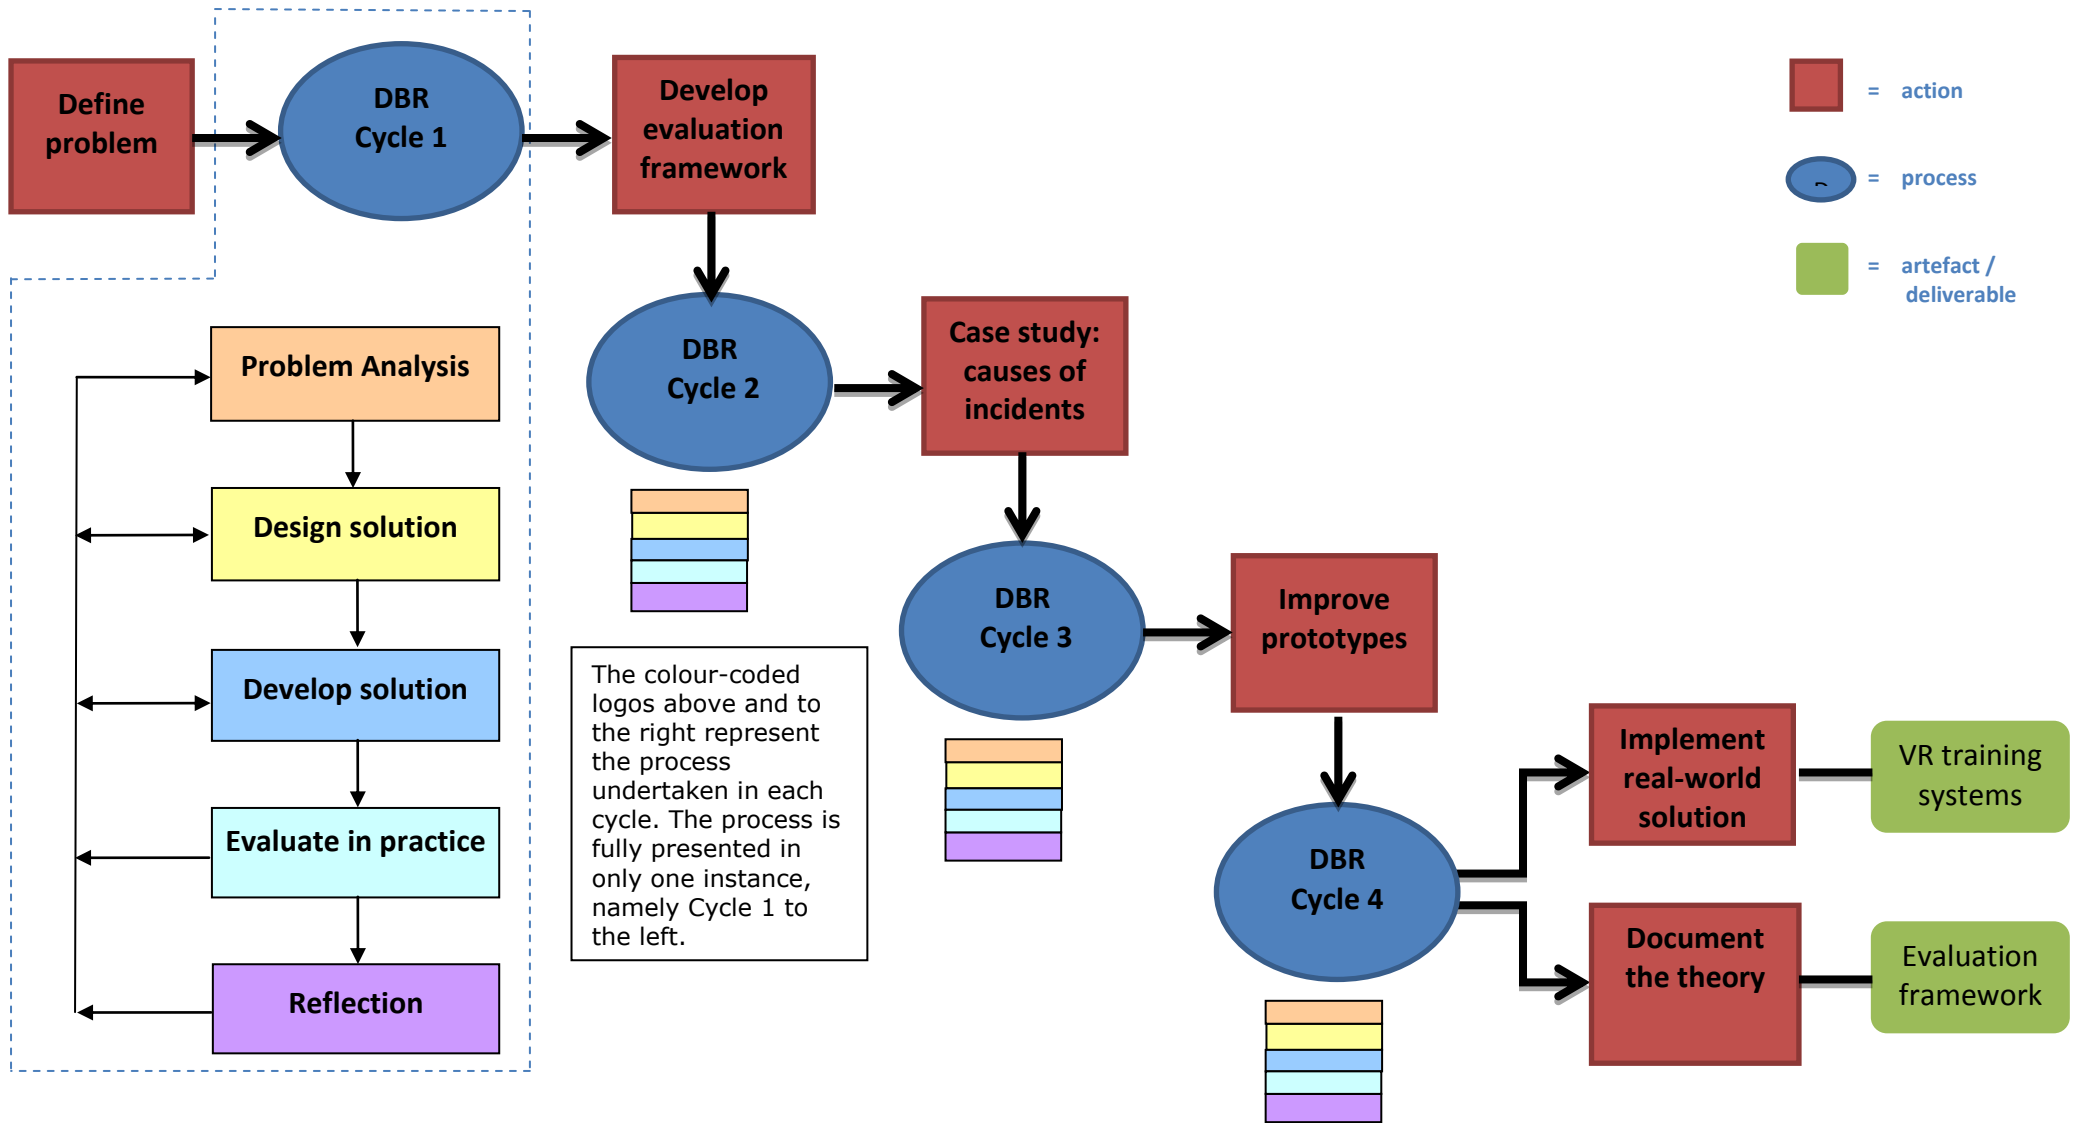 Define
problem
DBR
Cycle 1
Develop
evaluation
framework
= action
= process
= artefact /
deliverable
DBR
Cycle 2
Case study:
causes of
incidents
Problem Analysis
Design solution
Develop solution
Evaluate in practice
Reflection
The colour-coded
logos above and to
the right represent
the process
undertaken in each
cycle. The process is
fully presented in
only one instance,
namely Cycle 1 to
the left.
DBR
Cycle 3
Improve
prototypes
DBR
Cycle 4
Implement
real-world
solution
VR training
systems
Document
the theory
Evaluation
framework